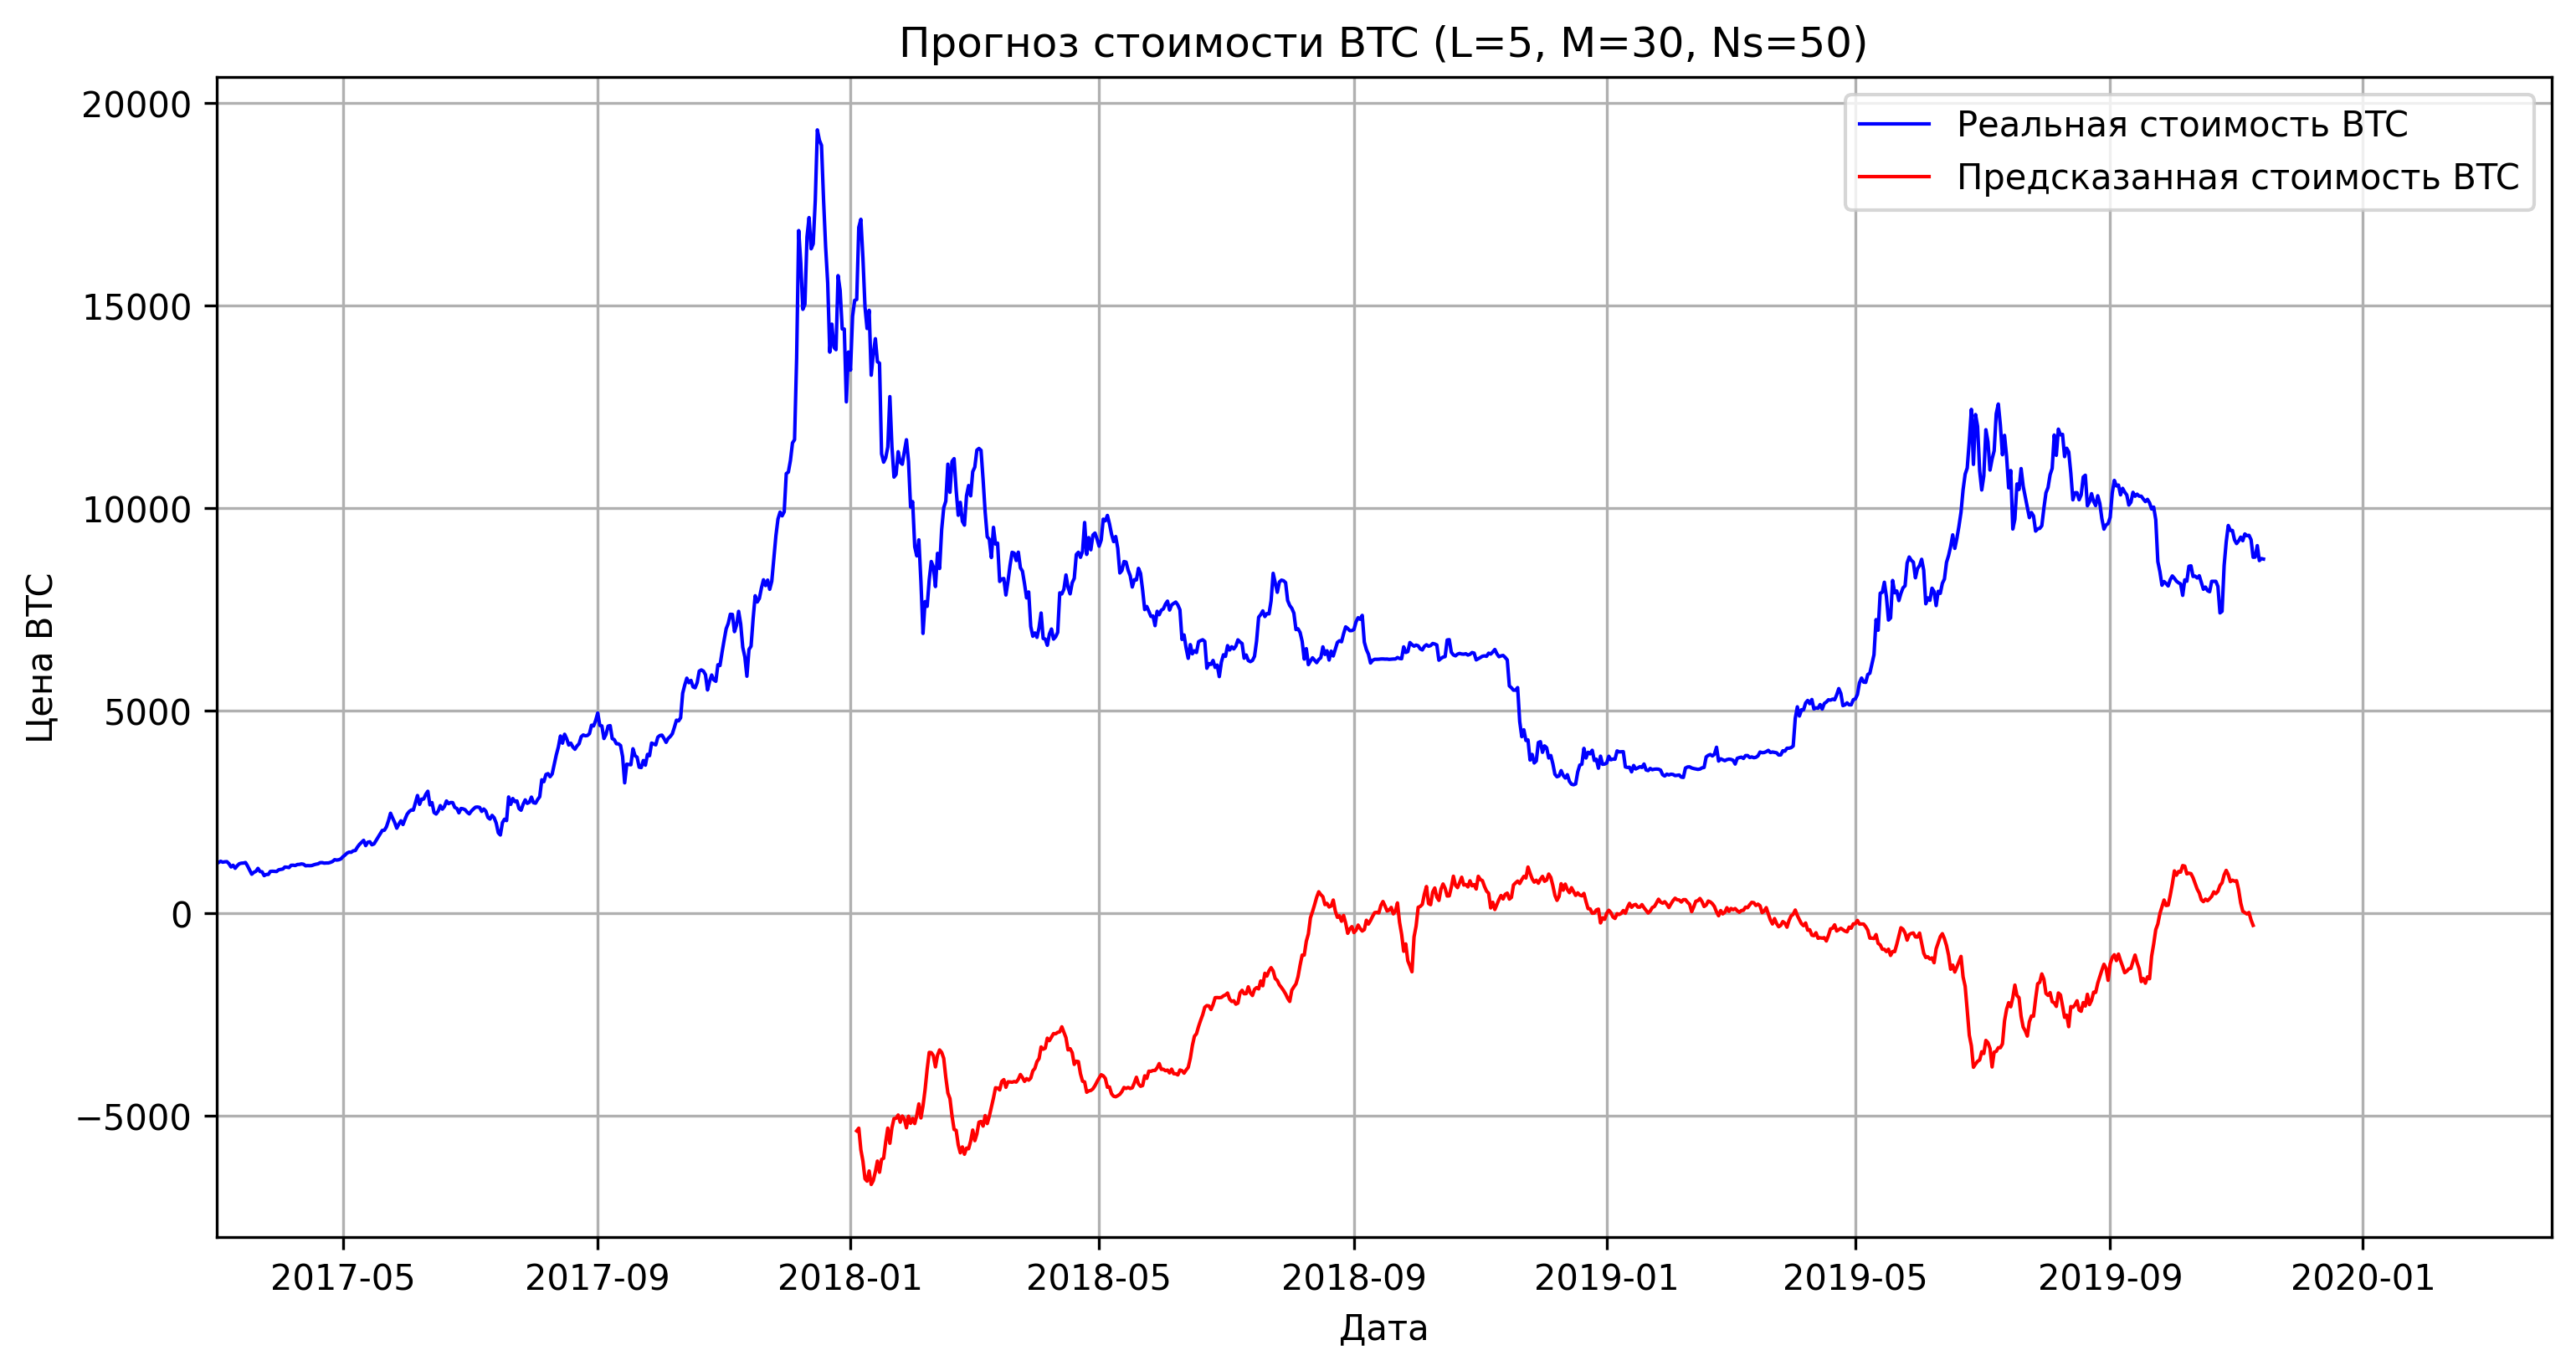 Прогноз стоимости BTC (L=5, M=30, Ns=50)
Реальная стоимость BTC
Предсказанная стоимость BTC
Цена BTC
20000
15000
10000
5000
0
−5000
2017-05 2017-09 2018-01 2018-05 2018-09 2019-01 2019-05 2019-09 2020-01
Дата